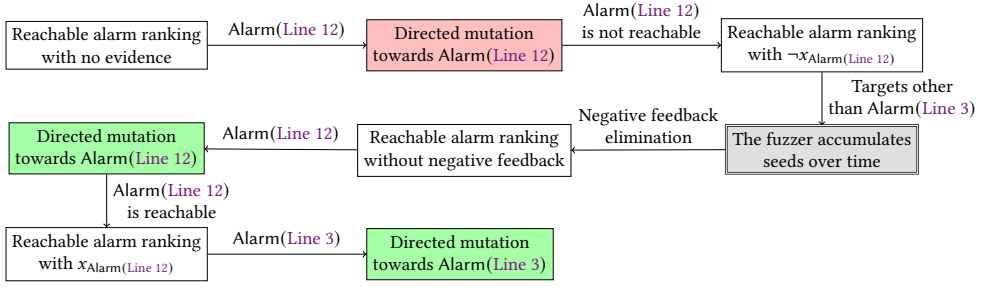 Reachable alarm ranking
with no evidence
Alarm(Line 12)
Directed mutation
towards Alarm(Line 12)
Alarm(Line 12)
is not reachable
Reachable alarm ranking
with ¬xAlarm(Line 12)
Targets other
than Alarm(Line 3)
The fuzzer accumulates
seeds over time
Negative feedback
elimination
Reachable alarm ranking
without negative feedback
Alarm(Line 12)
Directed mutation
towards Alarm(Line 12)
Alarm(Line 12)
is reachable
Reachable alarm ranking
with xAlarm(Line 12)
Alarm(Line 3)
Directed mutation
towards Alarm(Line 3)